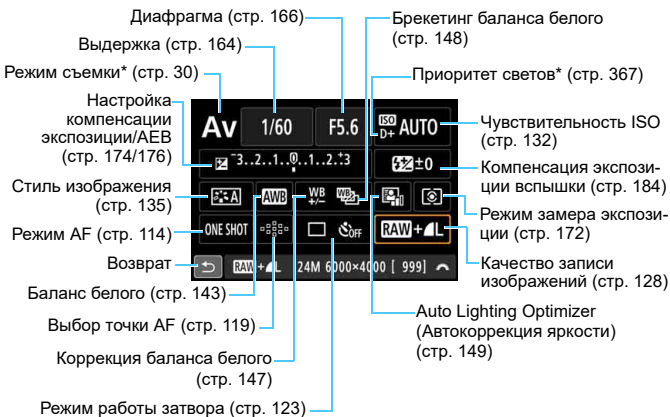 Диафрагма (стр. 166)
Выдержка (стр. 164)
Режим съемки* (стр. 30)
Настройка
компенсации
экспозиции/AEB
(стр. 174/176)
Стиль изображения
(стр. 135)
Режим AF (стр. 114)
Возврат
Баланс белого (стр. 143)
Выбор точки AF (стр. 119)
Коррекция баланса белого
(стр. 147)
Режим работы затвора (стр. 123)
Av 1/60 F5.6 ISO D+ AUTO
-3..2..1..0..1..2.+3 ±0
A AWB WB +/- WB
ONE SHOT OFF RAW+L
RAW+L 24M 6000×4000 [ 999]
Брекетинг баланса белого
(стр. 148)
Приоритет светов* (стр. 367)
Чувствительность ISO
(стр. 132)
Компенсация экспози-
ции вспышки (стр. 184)
Режим замера экспози-
ции (стр. 172)
Качество записи
изображений (стр. 128)
Auto Lighting Optimizer
(Автокоррекция яркости)
(стр. 149)